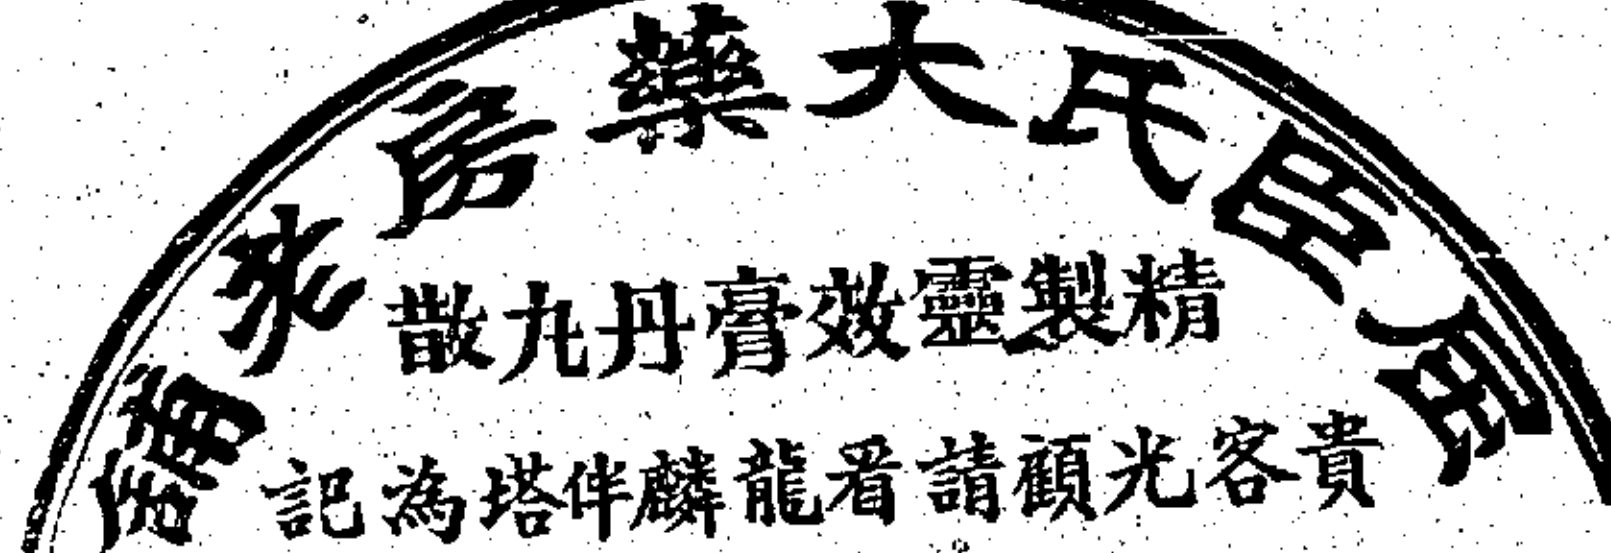 屈臣氏大藥房
精製靈效膏丹丸散
貴客光顧請看龍麟伴塔為記